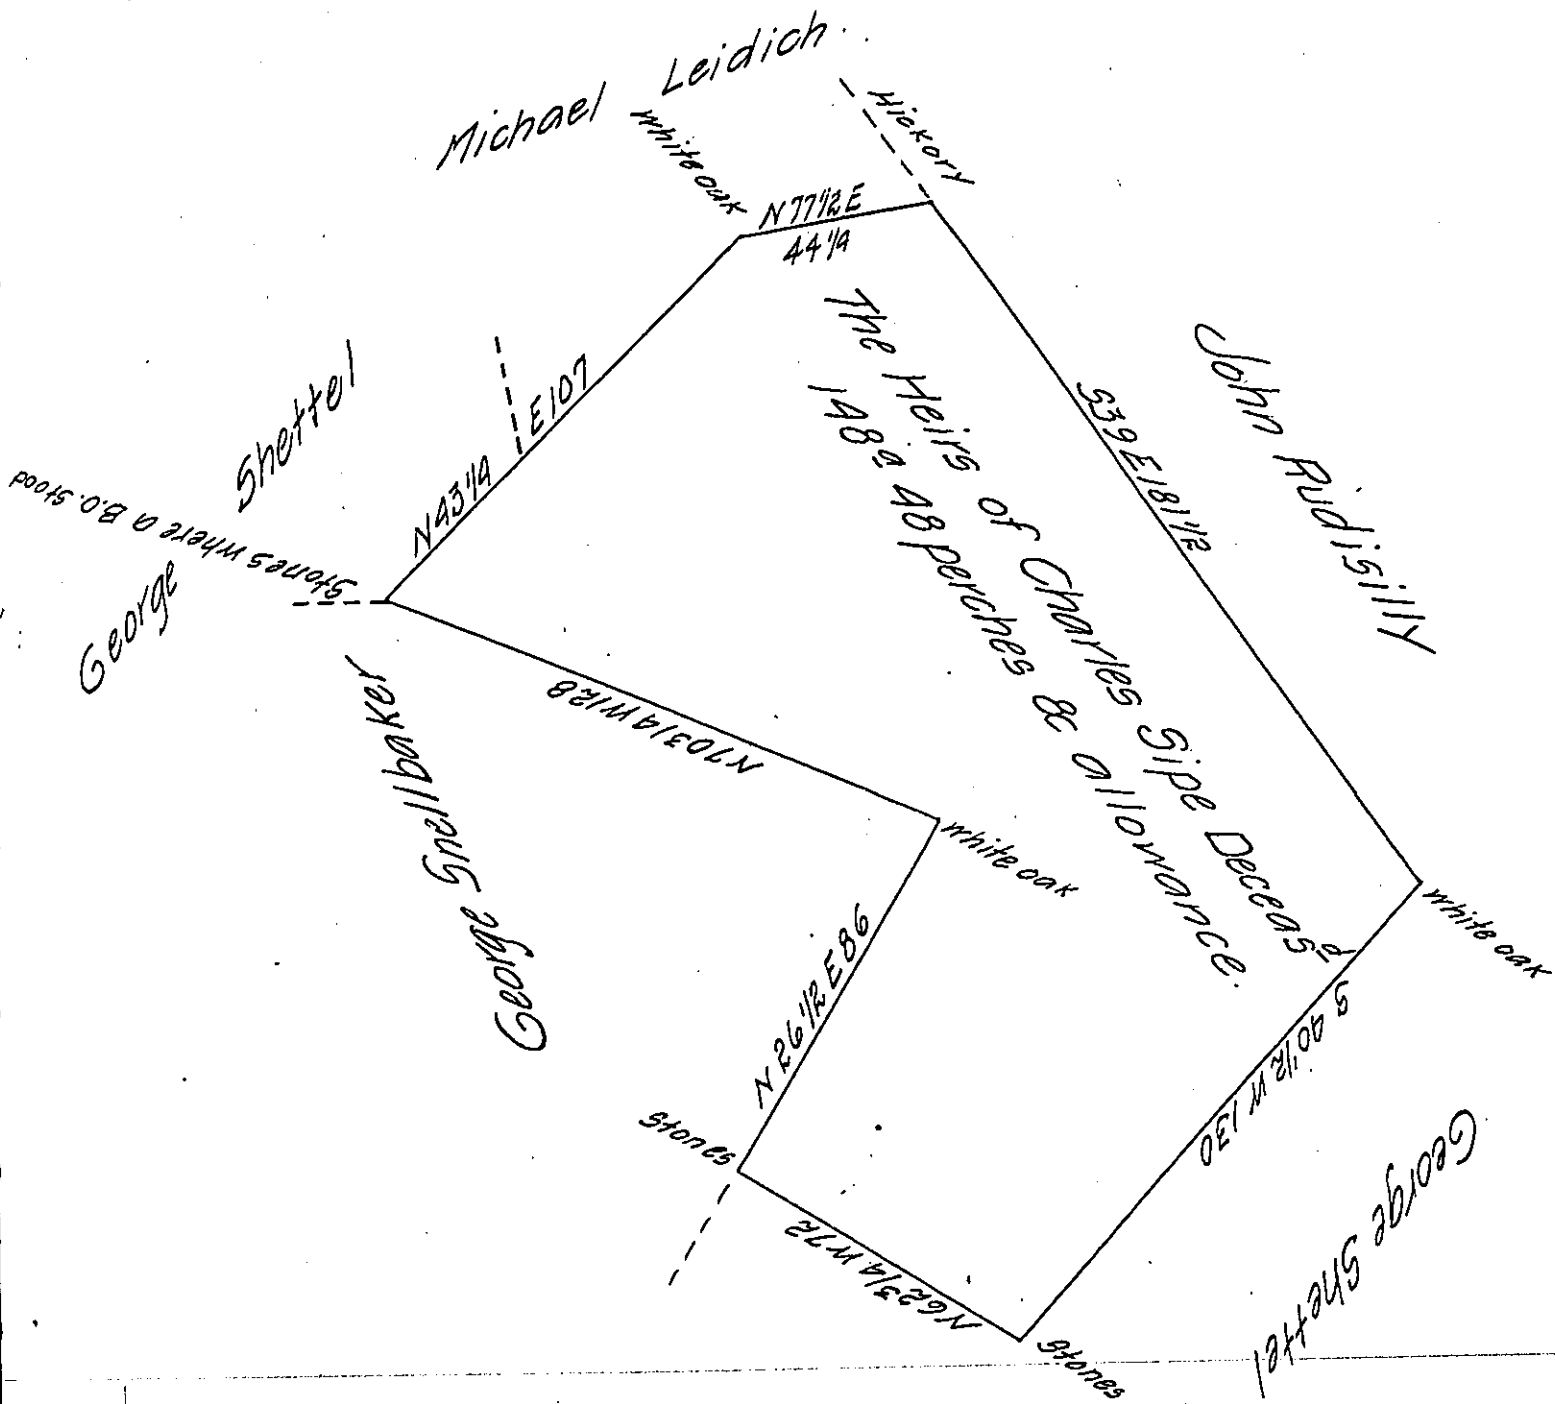 Michael Leidich
white oak
Hickory
N 77 1/2 E
44 1/4
The Heirs of Charles Sipe Deceas'd
148 a 48 perches & allowance.
S 39 E 181 1/2
John Rudisilly
N 43 1/4 E 107
George Shettel
Stones where a B.O. stood
N 70 3/4 W 128
George Snellbaker
white oak
white oak
N 26 1/2 E 86
S 40 1/2 W 130
George Shettel
Stones
N 62 3/4 W 72
Stones